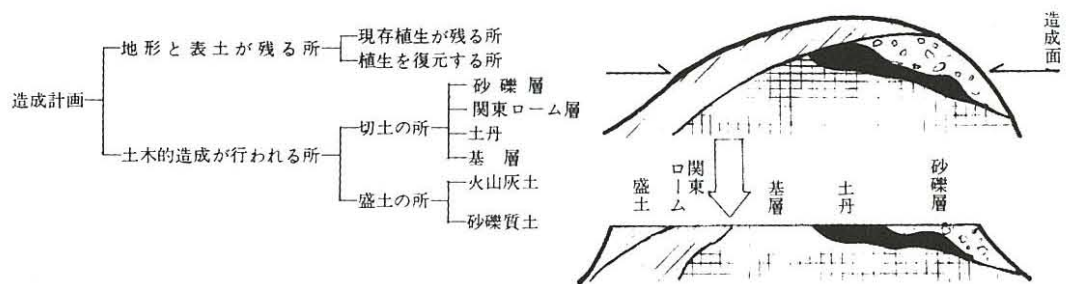 造成計画
地形と表土が残る所
現存植生が残る所
植生を復元する所
土木的造成が行われる所
切土の所
砂礫層
関東ローム層
土丹
基層
盛土の所
火山灰土
砂礫質土
造成面
盛土
関東ローム
基層
土丹
砂礫層